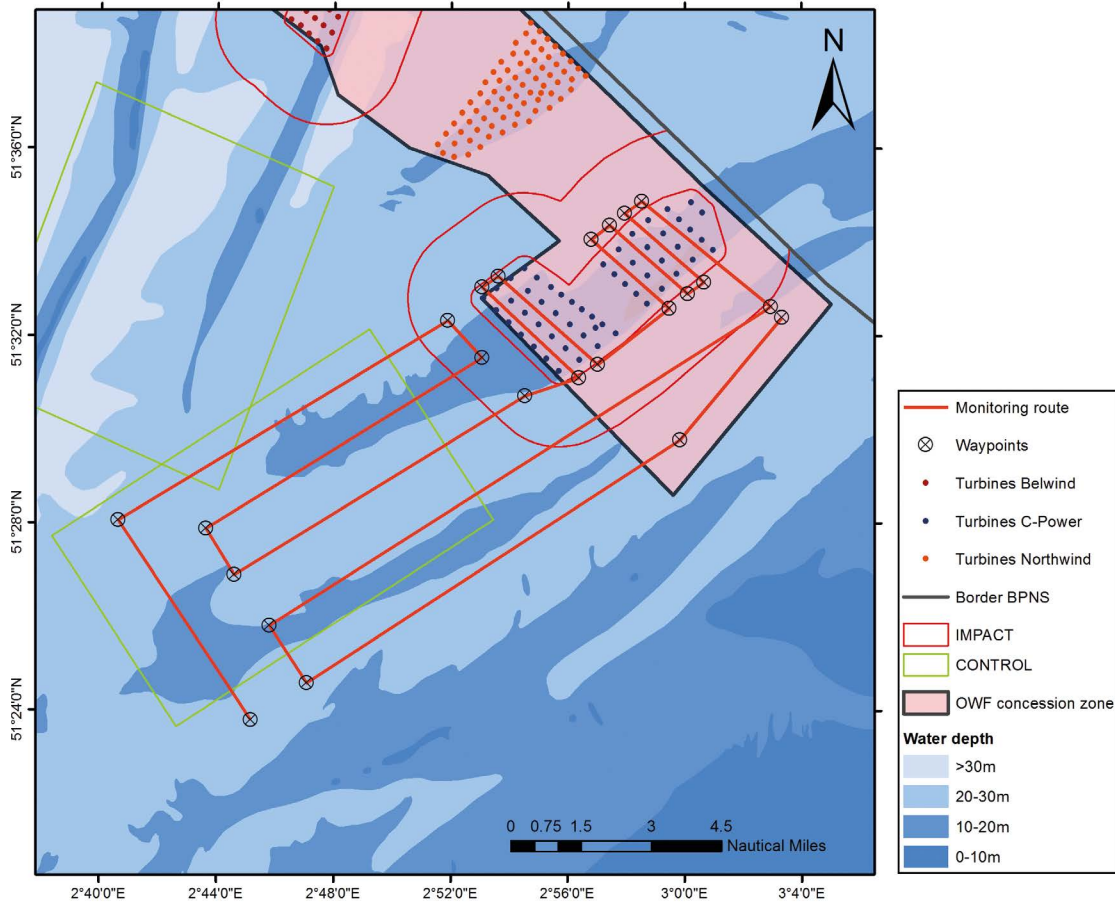 N
51°36'0"N
51°32'0"N
51°28'0"N
51°24'0"N
2°40'0"E
2°44'0"E
2°48'0"E
2°52'0"E
2°56'0"E
3°0'0"E
3°4'0"E
0 0.75 1.5 3 4.5
Nautical Miles
Monitoring route
Waypoints
Turbines Belwind
Turbines C-Power
Turbines Northwind
Border BPNS
IMPACT
CONTROL
OWF concession zone
Water depth
>30m
20-30m
10-20m
0-10m